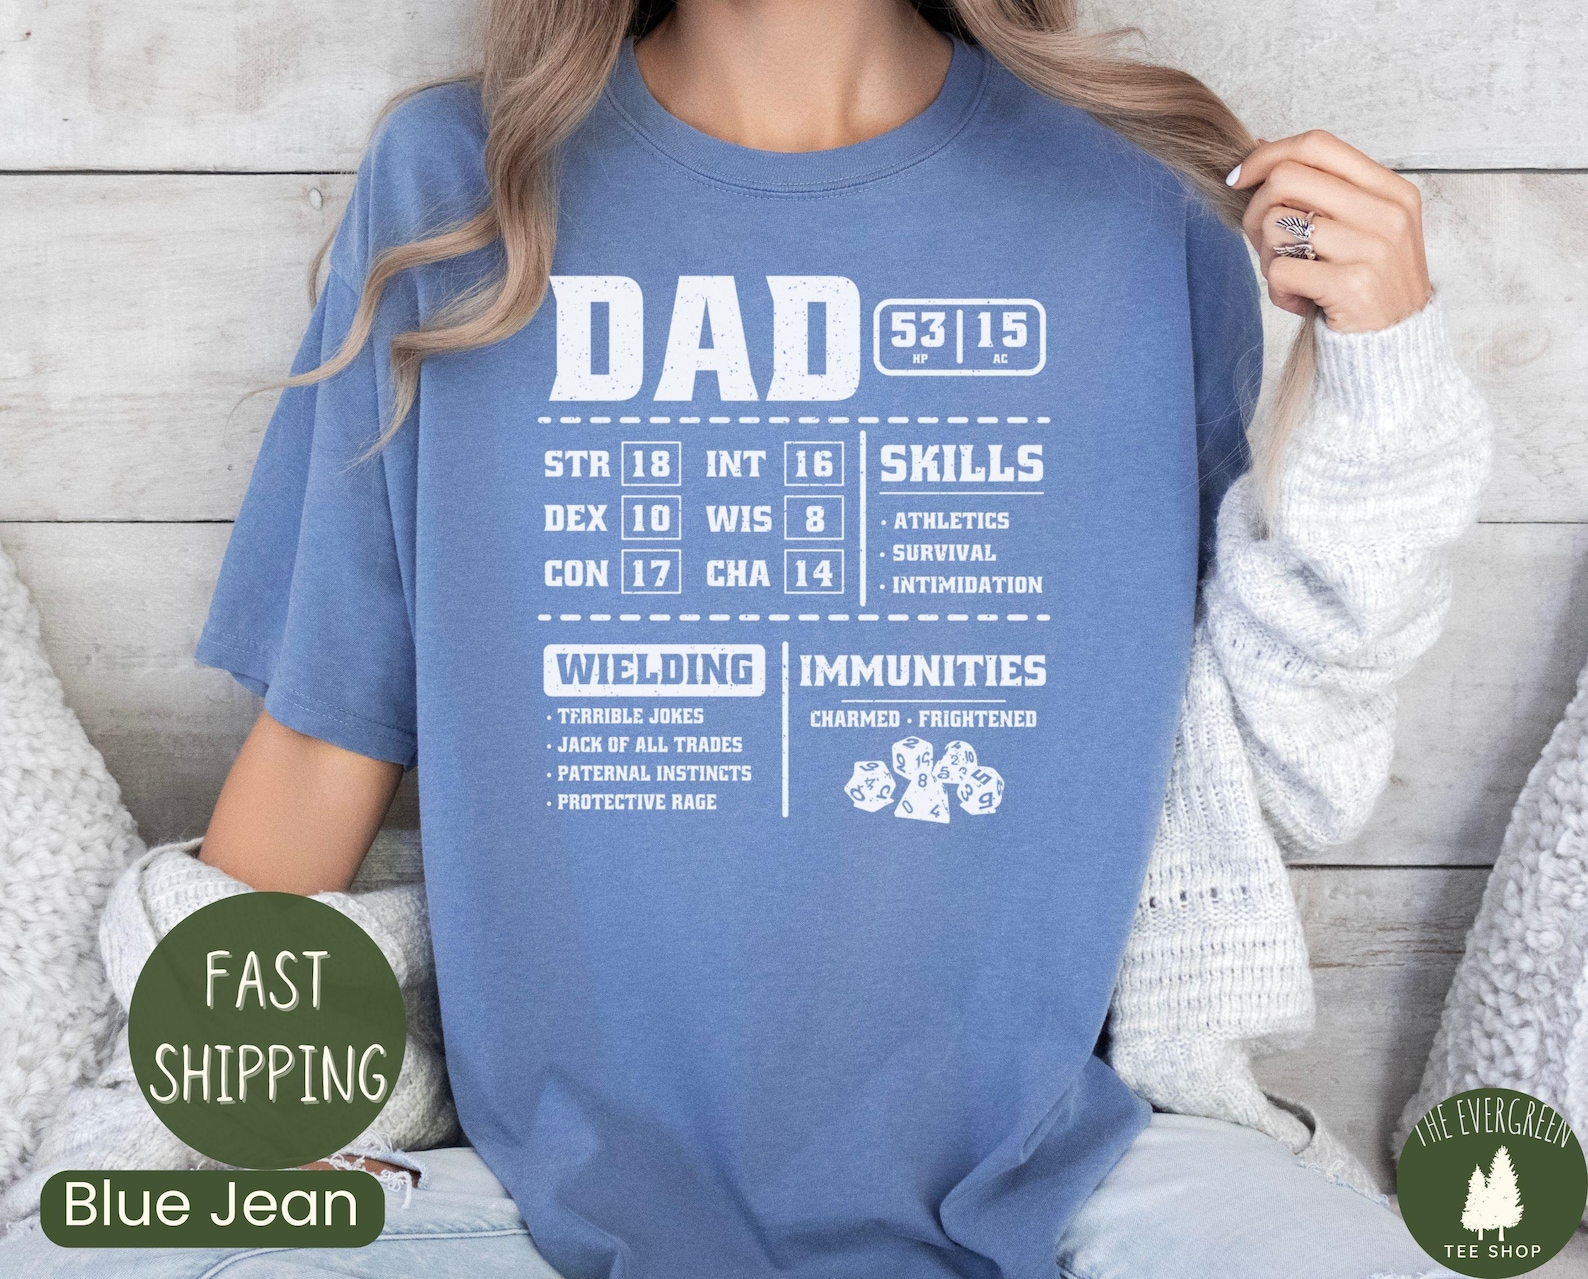 DAD
53 | 15
HP AC
STR 18 INT 16
DEX 10 WIS 8
CON 17 CHA 14
SKILLS
• ATHLETICS
• SURVIVAL
• INTIMIDATION
WIELDING
• TERRIBLE JOKES
• JACK OF ALL TRADES
• PATERNAL INSTINCTS
• PROTECTIVE RAGE
IMMUNITIES
CHARMED • FRIGHTENED
FAST
SHIPPING
Blue Jean
THE EVERGREEN
TEE SHOP